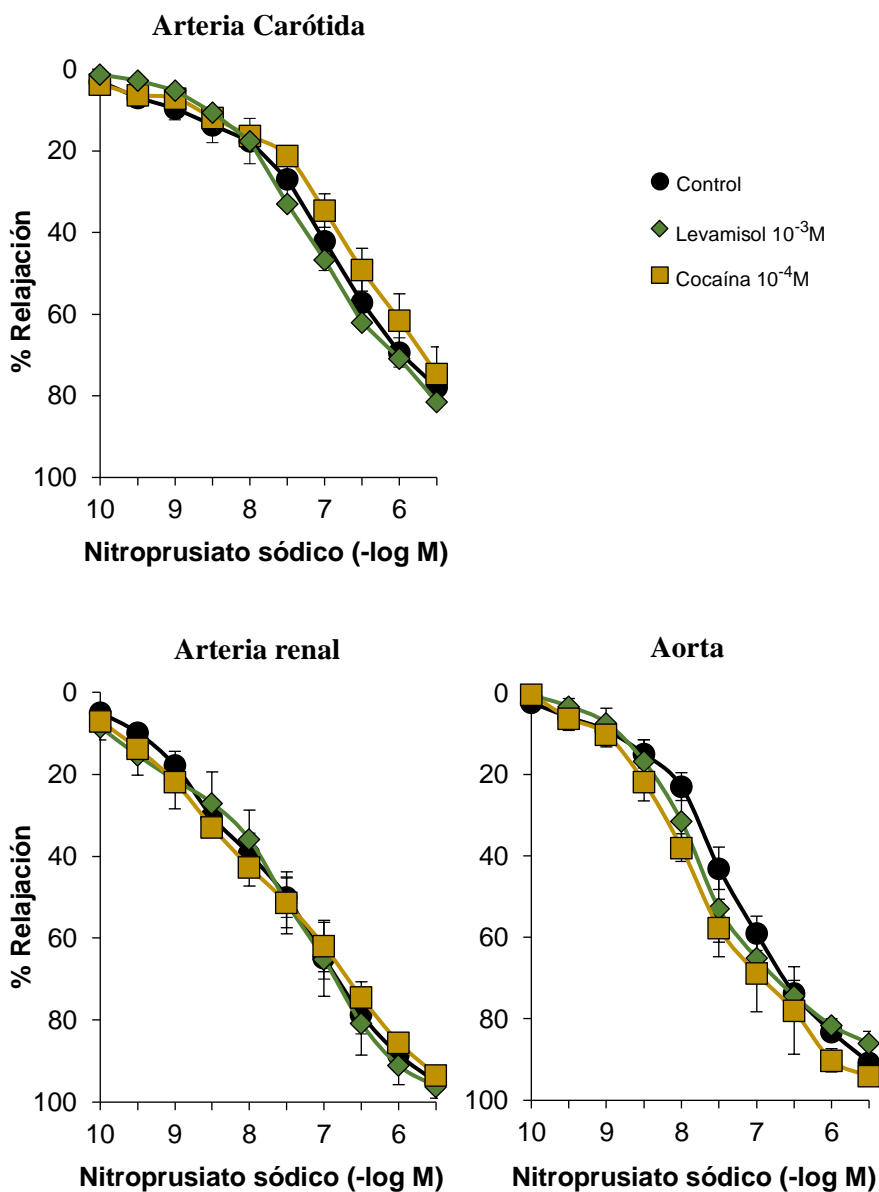 Arteria Carótida
0
20
40
60
80
100
% Relajación
10 9 8 7 6
Nitroprusiato sódico (-log M)
Control
Levamisol 10⁻³M
Cocaína 10⁻⁴M
Arteria renal
0
20
40
60
80
100
% Relajación
10 9 8 7 6
Nitroprusiato sódico (-log M)
Aorta
0
20
40
60
80
100
10 9 8 7 6
Nitroprusiato sódico (-log M)